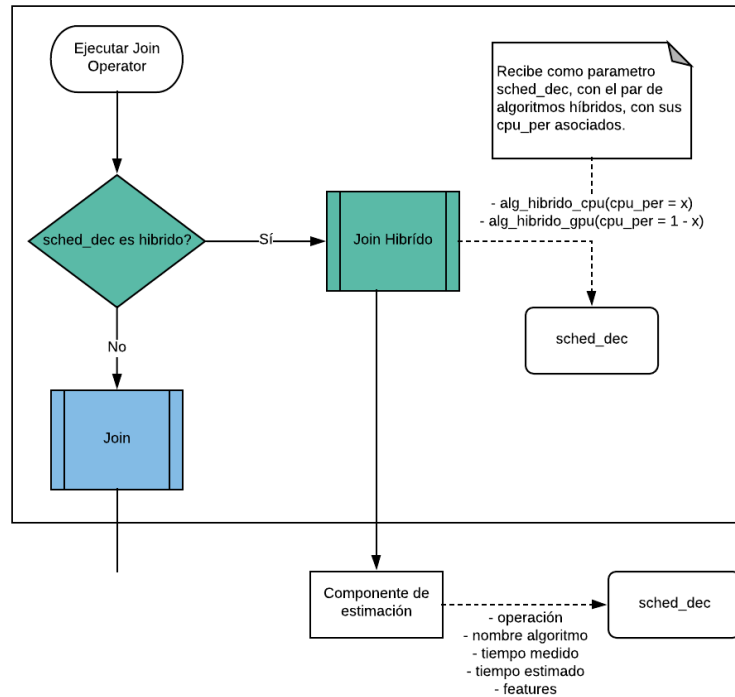 Ejecutar Join
Operator
Recibe como parametro
sched_dec, con el par de
algoritmos híbridos, con sus
cpu_per asociados.
- alg_hibrido_cpu(cpu_per = x)
- alg_hibrido_gpu(cpu_per = 1 - x)
sched_dec es hibrido?
Sí
Join Hibrído
sched_dec
No
Join
Componente de
estimación
- operación
- nombre algoritmo
- tiempo medido
- tiempo estimado
- features
sched_dec